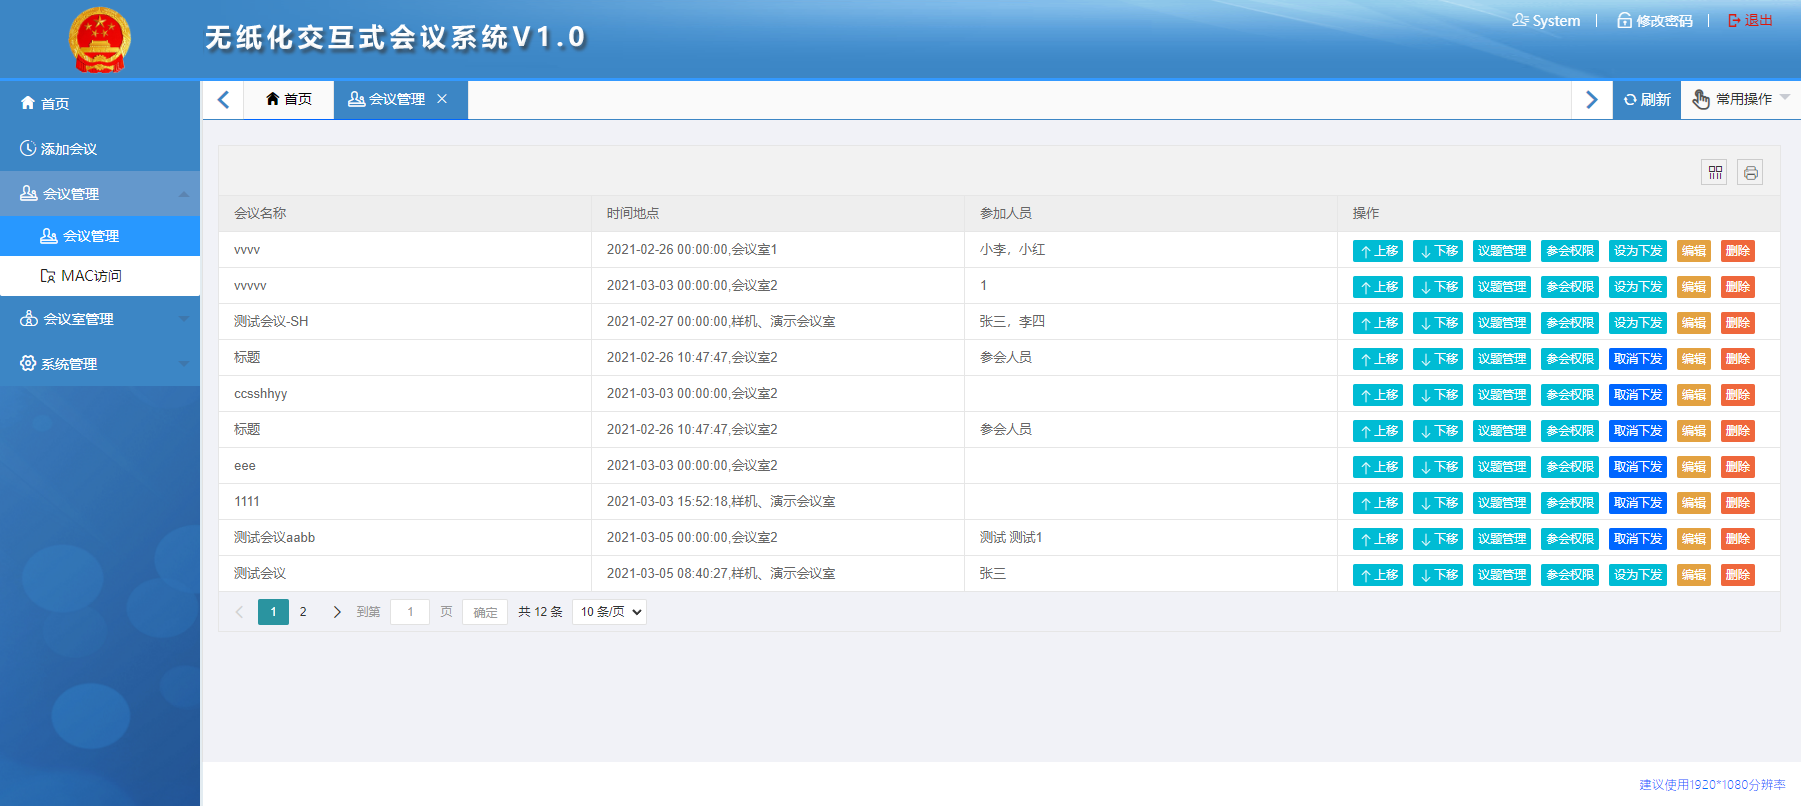 无纸化交互式会议系统V1.0
System
修改密码
退出
首页
添加会议
会议管理
会议管理
MAC访问
会议室管理
系统管理
首页
会议管理
刷新
常用操作
会议名称 时间地点 参加人员 操作
vvvv 2021-02-26 00:00:00,会议室1 小李，小红 上移 下移 议题管理 参会权限 设为下发 编辑 删除
vvvvv 2021-03-03 00:00:00,会议室2 1 上移 下移 议题管理 参会权限 设为下发 编辑 删除
测试会议-SH 2021-02-27 00:00:00,样机、演示会议室 张三，李四 上移 下移 议题管理 参会权限 设为下发 编辑 删除
标题 2021-02-26 10:47:47,会议室2 参会人员 上移 下移 议题管理 参会权限 取消下发 编辑 删除
ccsshhyy 2021-03-03 00:00:00,会议室2 上移 下移 议题管理 参会权限 取消下发 编辑 删除
标题 2021-02-26 10:47:47,会议室2 参会人员 上移 下移 议题管理 参会权限 取消下发 编辑 删除
eee 2021-03-03 00:00:00,会议室2 上移 下移 议题管理 参会权限 取消下发 编辑 删除
1111 2021-03-03 15:52:18,样机、演示会议室 上移 下移 议题管理 参会权限 取消下发 编辑 删除
测试会议aabb 2021-03-05 00:00:00,会议室2 测试 测试1 上移 下移 议题管理 参会权限 取消下发 编辑 删除
测试会议 2021-03-05 08:40:27,样机、演示会议室 张三 上移 下移 议题管理 参会权限 设为下发 编辑 删除
1 2 到第 1 页 确定 共 12 条 10 条/页
建议使用1920*1080分辨率